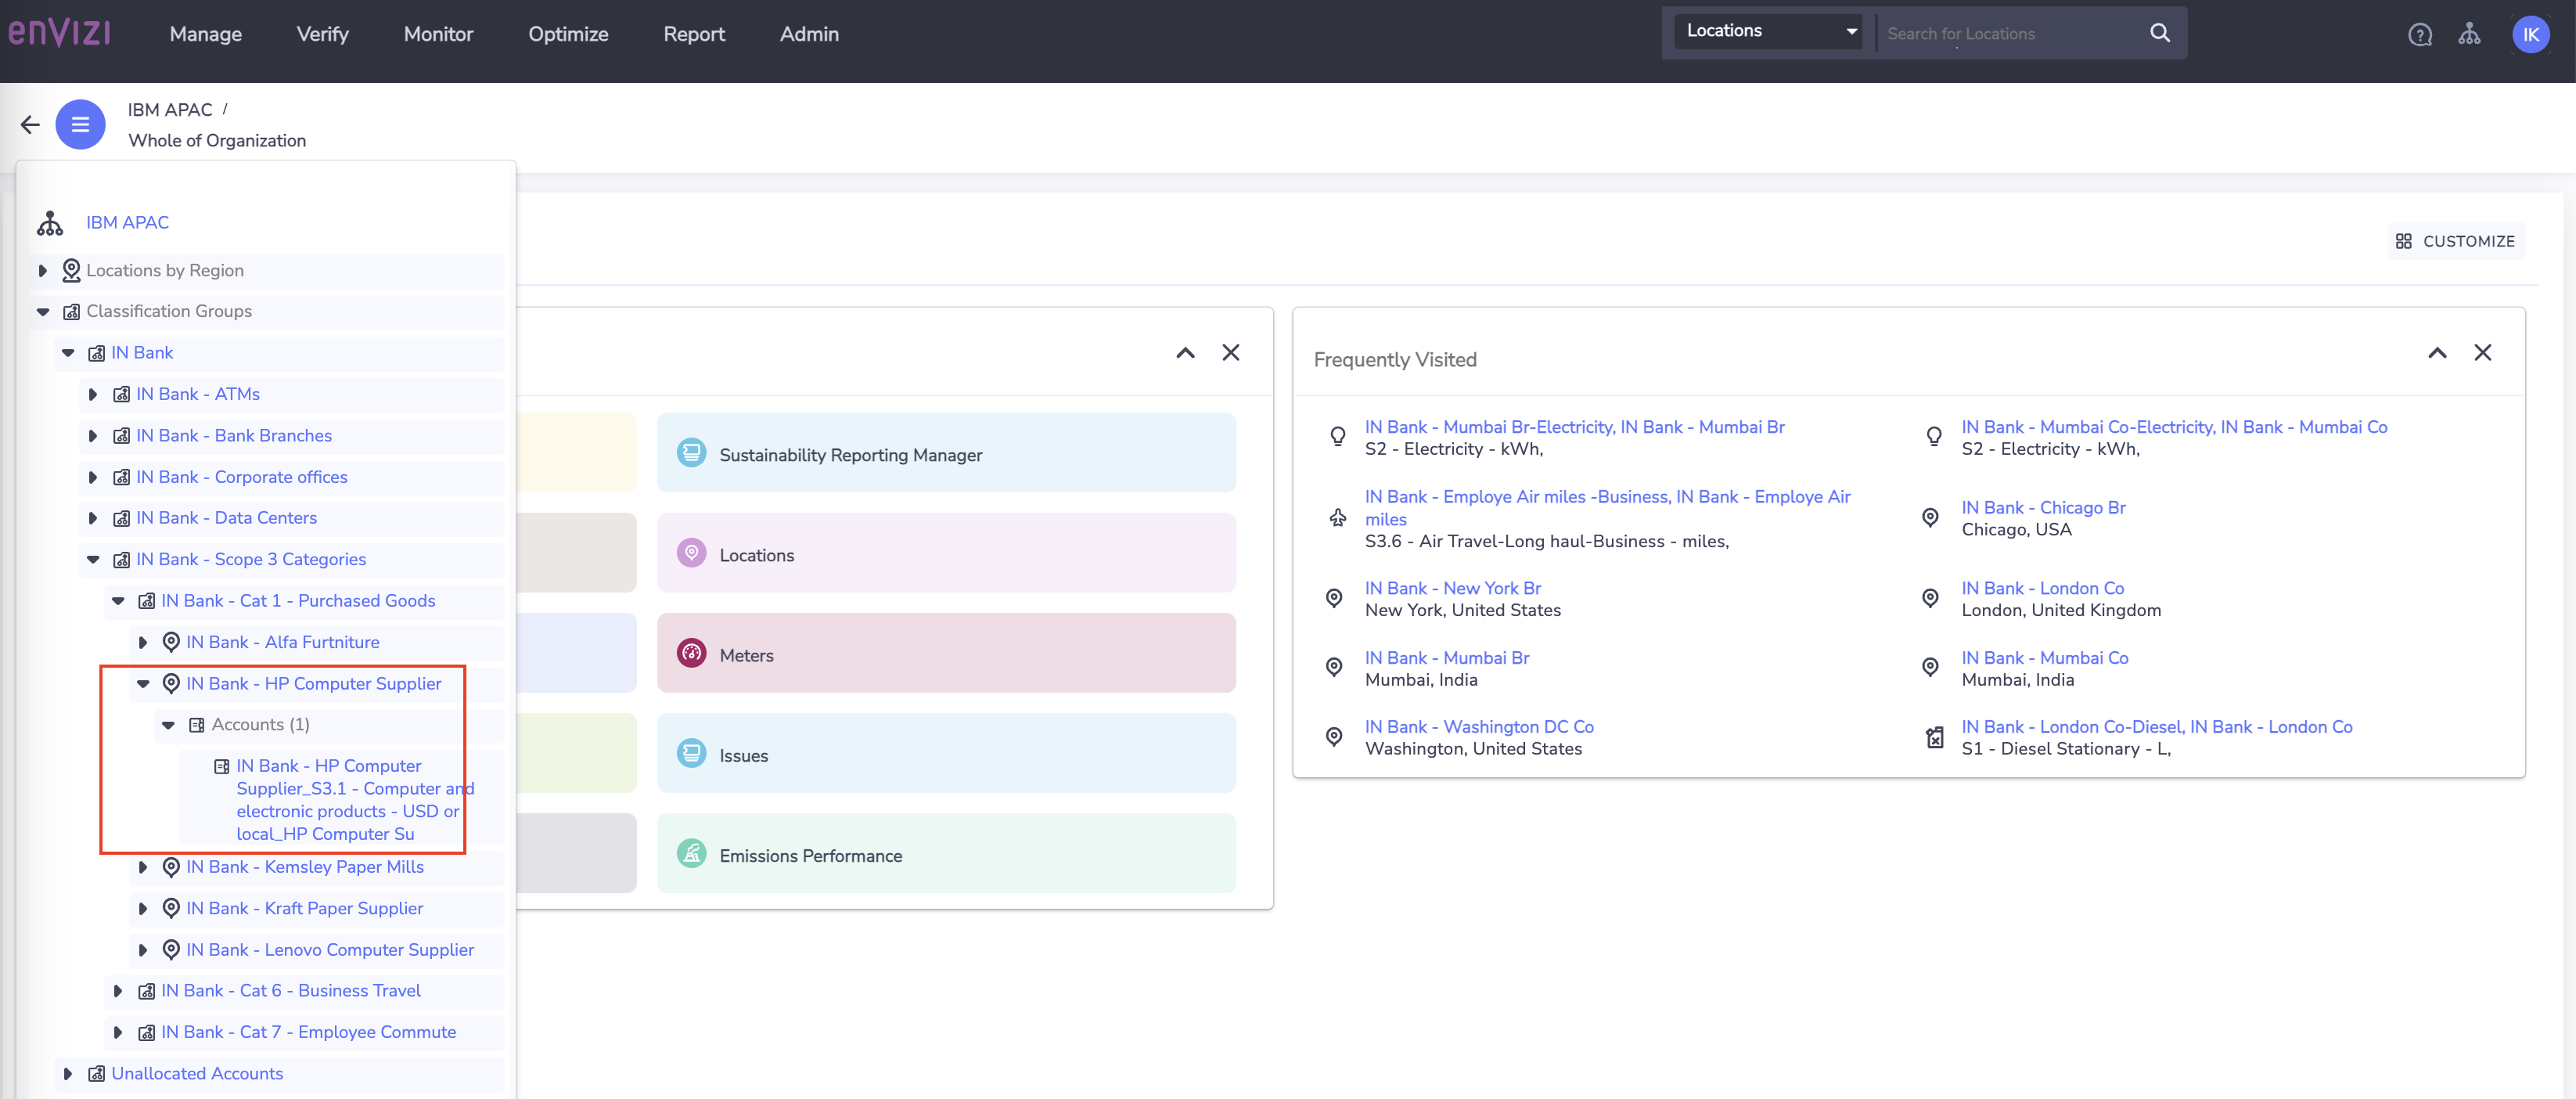 enVIZI
Manage
Verify
Monitor
Optimize
Report
Admin
Locations
Search for Locations
IK
IBM APAC /
Whole of Organization
IBM APAC
Locations by Region
Classification Groups
IN Bank
IN Bank - ATMs
IN Bank - Bank Branches
IN Bank - Corporate offices
IN Bank - Data Centers
IN Bank - Scope 3 Categories
IN Bank - Cat 1 - Purchased Goods
IN Bank - Alfa Furtniture
IN Bank - HP Computer Supplier
Accounts (1)
IN Bank - HP Computer
Supplier_S3.1 - Computer and
electronic products - USD or
local_HP Computer Su
IN Bank - Kemsley Paper Mills
IN Bank - Kraft Paper Supplier
IN Bank - Lenovo Computer Supplier
IN Bank - Cat 6 - Business Travel
IN Bank - Cat 7 - Employee Commute
Unallocated Accounts
CUSTOMIZE
Sustainability Reporting Manager
Locations
Meters
Issues
Emissions Performance
Frequently Visited
IN Bank - Mumbai Br-Electricity, IN Bank - Mumbai Br
S2 - Electricity - kWh,
IN Bank - Mumbai Co-Electricity, IN Bank - Mumbai Co
S2 - Electricity - kWh,
IN Bank - Employe Air miles -Business, IN Bank - Employe Air
miles
S3.6 - Air Travel-Long haul-Business - miles,
IN Bank - Chicago Br
Chicago, USA
IN Bank - New York Br
New York, United States
IN Bank - London Co
London, United Kingdom
IN Bank - Mumbai Br
Mumbai, India
IN Bank - Mumbai Co
Mumbai, India
IN Bank - Washington DC Co
Washington, United States
IN Bank - London Co-Diesel, IN Bank - London Co
S1 - Diesel Stationary - L,